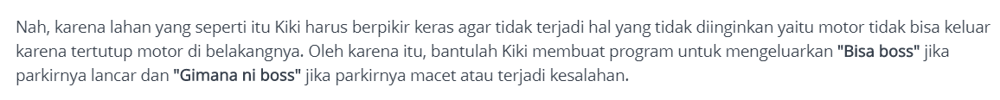 Nah, karena lahan yang seperti itu Kiki harus berpikir keras agar tidak terjadi hal yang tidak diinginkan yaitu motor tidak bisa keluar
karena tertutup motor di belakangnya. Oleh karena itu, bantulah Kiki membuat program untuk mengeluarkan "Bisa boss" jika
parkirnya lancar dan "Gimana ni boss" jika parkirnya macet atau terjadi kesalahan.